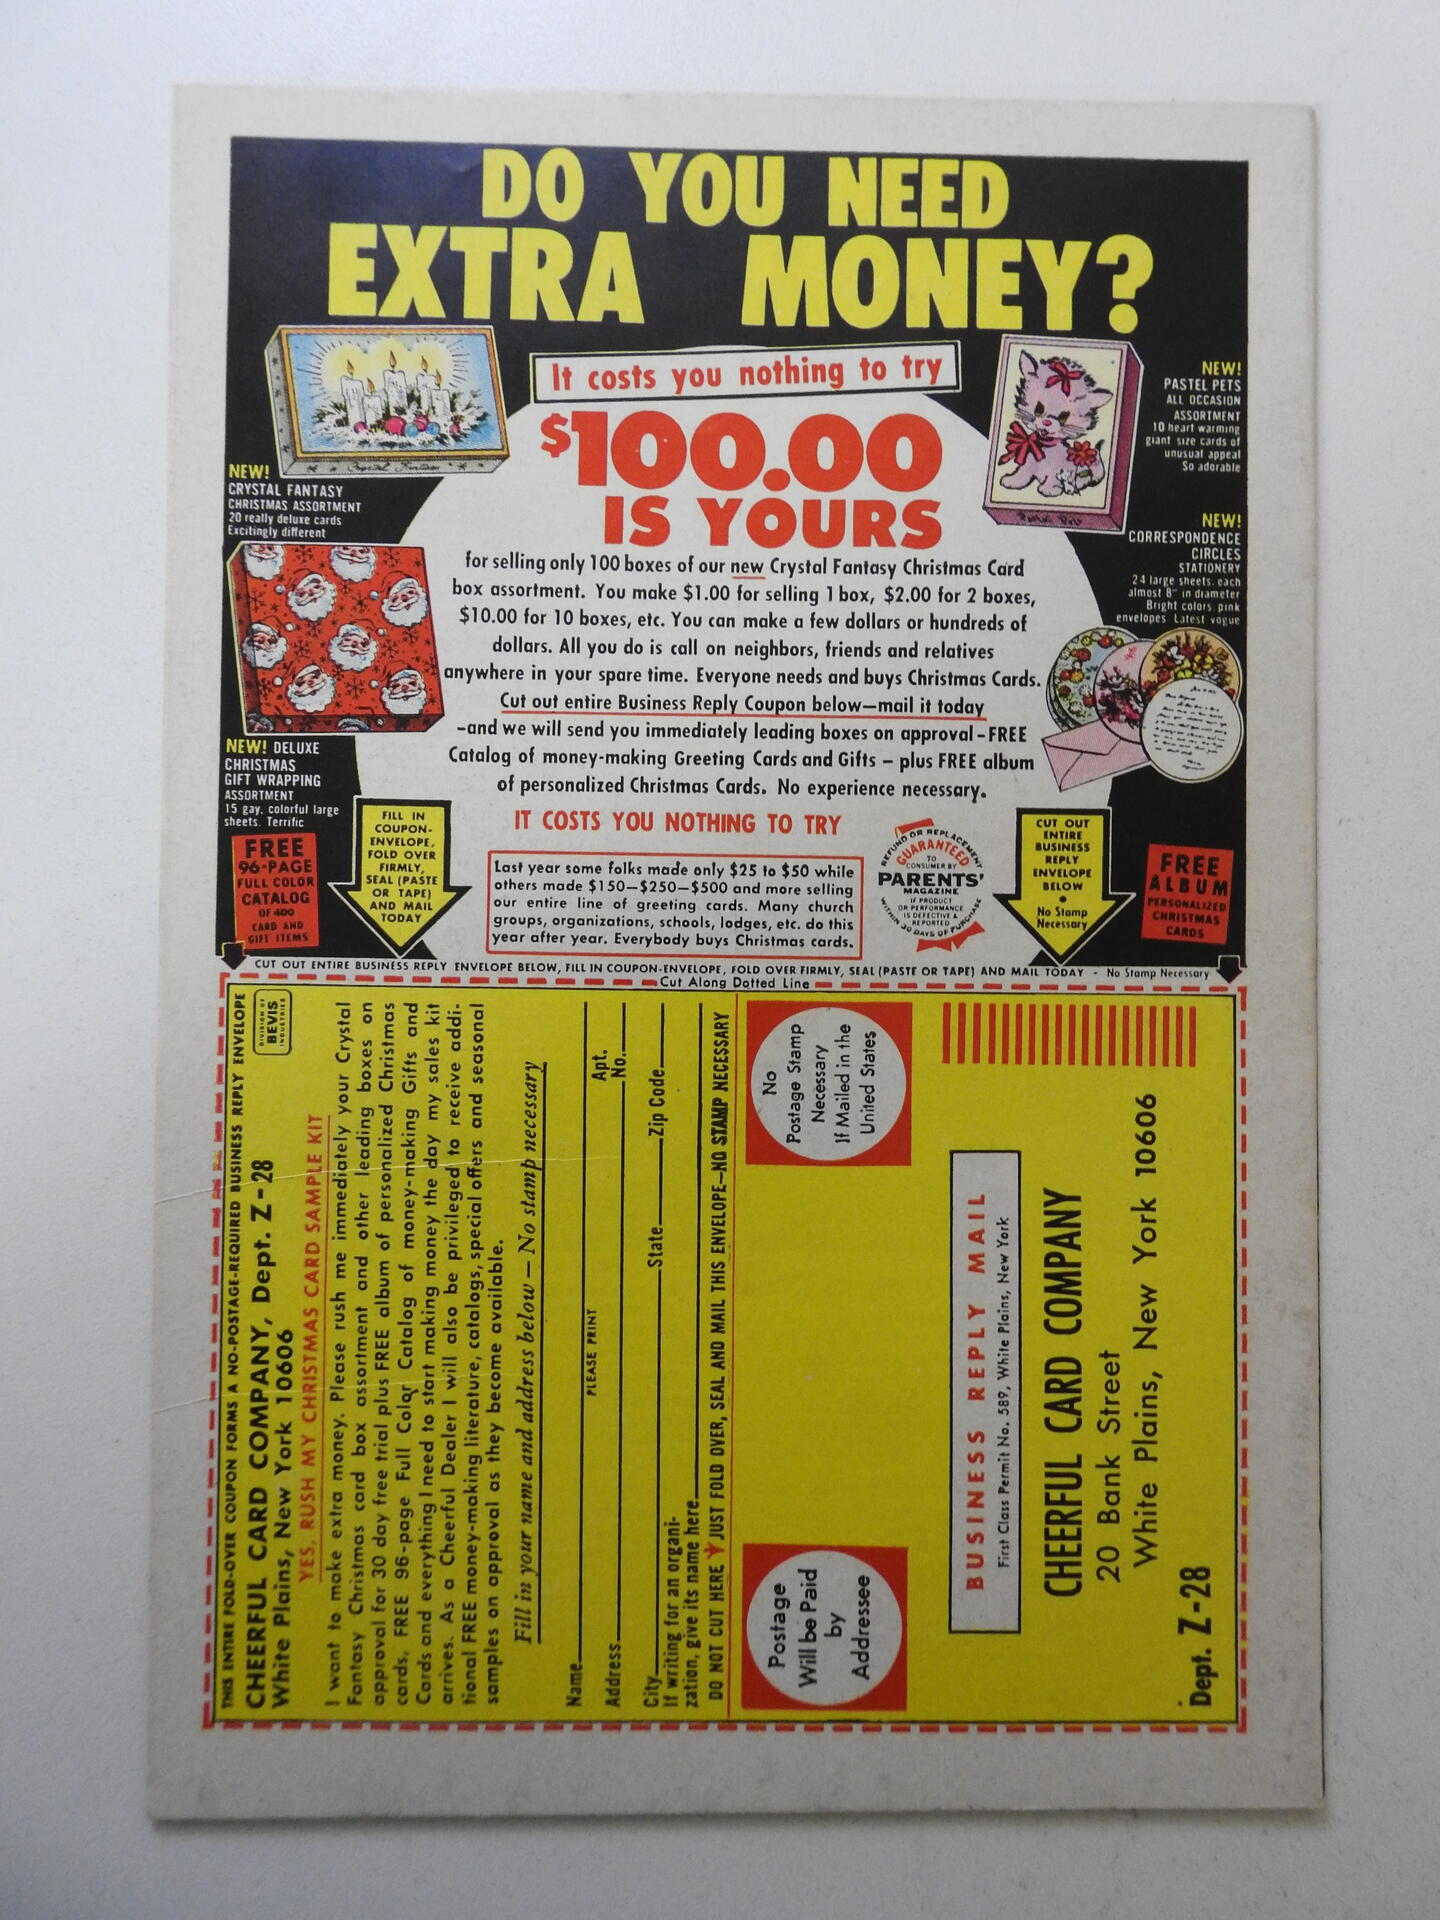 DO YOU NEED
EXTRA MONEY?
It costs you nothing to try
$100.00
IS YOURS
for selling only 100 boxes of our new Crystal Fantasy Christmas Card
box assortment. You make $1.00 for selling 1 box, $2.00 for 2 boxes,
$10.00 for 10 boxes, etc. You can make a few dollars or hundreds of
dollars. All you do is call on neighbors, friends and relatives
anywhere in your spare time. Everyone needs and buys Christmas Cards.
Cut out entire Business Reply Coupon below—mail it today
-and we will send you immediately leading boxes on approval-FREE
Catalog of money-making Greeting Cards and Gifts - plus FREE album
of personalized Christmas Cards. No experience necessary.
IT COSTS YOU NOTHING TO TRY
Last year some folks made only $25 to $50 while
others made $150-$250-$500 and more selling
our entire line of greeting cards. Many church
groups, organizations, schools, lodges, etc. do this
year after year. Everybody buys Christmas cards.
Crystal Fantasy
NEW!
CRYSTAL FANTASY
CHRISTMAS ASSORTMENT
20 really deluxe cards
Excitingly different
NEW! DELUXE
CHRISTMAS
GIFT WRAPPING
ASSORTMENT
15 gay, colorful large
sheets. Terrific
FREE
96-PAGE
FULL COLOR
CATALOG
OF 400
CARD AND
GIFT ITEMS
FILL IN
COUPON-
ENVELOPE,
FOLD OVER
FIRMLY,
SEAL (PASTE
OR TAPE)
AND MAIL
TODAY
Pastel Pets
NEW!
PASTEL PETS
ALL OCCASION
ASSORTMENT
10 heart warming
giant size cards of
unusual appeal
So adorable
NEW!
CORRESPONDENCE
CIRCLES
STATIONERY
24 large sheets, each
almost 8" in diameter
Bright colors, pink
envelopes Latest vogue
REFUND OR REPLACEMENT
GUARANTEED
TO
CONSUMER BY
PARENTS'
MAGAZINE
IF PRODUCT
OR PERFORMANCE
IS DEFECTIVE &
REPORTED
WITHIN 30 DAYS OF PURCHASE
CUT OUT
ENTIRE
BUSINESS
REPLY
ENVELOPE
BELOW
•
No Stamp
Necessary
FREE
ALBUM
PERSONALIZED
CHRISTMAS
CARDS
CUT OUT ENTIRE BUSINESS REPLY ENVELOPE BELOW, FILL IN COUPON-ENVELOPE, FOLD OVER FIRMLY, SEAL (PASTE OR TAPE) AND MAIL TODAY - No Stamp Necessary
Cut Along Dotted Line
THIS ENTIRE FOLD-OVER COUPON FORMS A NO-POSTAGE-REQUIRED BUSINESS REPLY ENVELOPE
CHEERFUL CARD COMPANY, Dept. Z-28
White Plains, New York 10606
DIVISION OF
BEVIS
INDUSTRIES
YES, RUSH MY CHRISTMAS CARD SAMPLE KIT
I want to make extra money. Please rush me immediately your Crystal
Fantasy Christmas card box assortment and other leading boxes on
approval for 30 day free trial plus FREE album of personalized Christmas
cards, FREE 96-page Full Color Catalog of money-making Gifts and
Cards and everything I need to start making money the day my sales kit
arrives. As a Cheerful Dealer I will also be privileged to receive addi-
tional FREE money-making literature, catalogs, special offers and seasonal
samples on approval as they become available.
Fill in your name and address below — No stamp necessary
Name
PLEASE PRINT
Address Apt. No.
City State Zip Code
If writing for an organi-
zation, give its name here
DO NOT CUT HERE JUST FOLD OVER, SEAL AND MAIL THIS ENVELOPE—NO STAMP NECESSARY
Postage
Will be Paid
by
Addressee
No
Postage Stamp
Necessary
If Mailed in the
United States
BUSINESS REPLY MAIL
First Class Permit No. 589, White Plains, New York
CHEERFUL CARD COMPANY
20 Bank Street
White Plains, New York 10606
Dept. Z-28